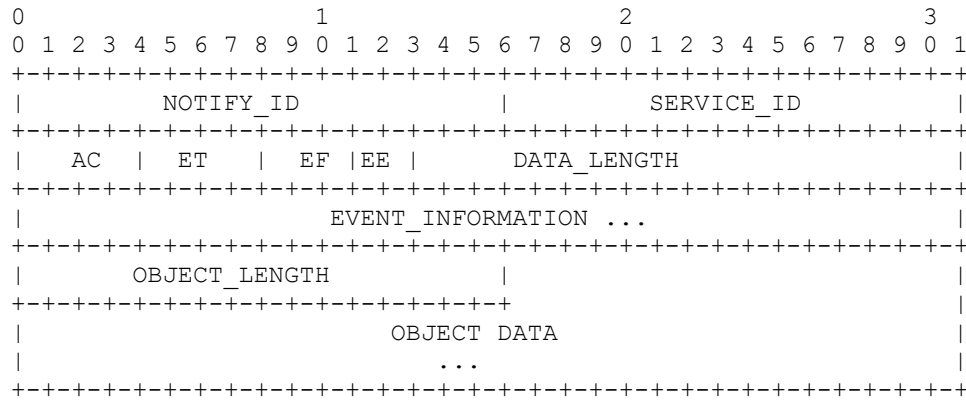 0                   1                   2                   3
0 1 2 3 4 5 6 7 8 9 0 1 2 3 4 5 6 7 8 9 0 1 2 3 4 5 6 7 8 9 0 1
+-+-+-+-+-+-+-+-+-+-+-+-+-+-+-+-+-+-+-+-+-+-+-+-+-+-+-+-+-+-+-+
|         NOTIFY_ID             |         SERVICE_ID          |
+-+-+-+-+-+-+-+-+-+-+-+-+-+-+-+-+-+-+-+-+-+-+-+-+-+-+-+-+-+-+-+
|   AC  |  ET   |  EF |EE |      DATA_LENGTH                  |
+-+-+-+-+-+-+-+-+-+-+-+-+-+-+-+-+-+-+-+-+-+-+-+-+-+-+-+-+-+-+-+
|                    EVENT_INFORMATION ...                    |
+-+-+-+-+-+-+-+-+-+-+-+-+-+-+-+-+-+-+-+-+-+-+-+-+-+-+-+-+-+-+-+
|       OBJECT_LENGTH           |                             |
+-+-+-+-+-+-+-+-+-+-+-+-+-+-+-+-+                             |
|                        OBJECT DATA                          |
|                           ...                               |
+-+-+-+-+-+-+-+-+-+-+-+-+-+-+-+-+-+-+-+-+-+-+-+-+-+-+-+-+-+-+-+